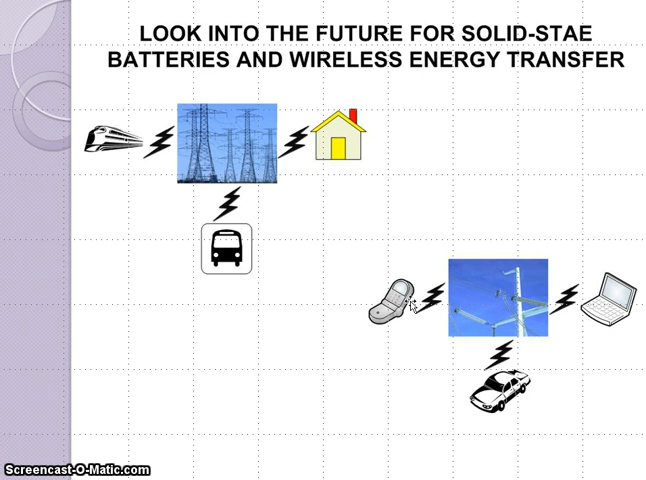 LOOK INTO THE FUTURE FOR SOLID-STAE
BATTERIES AND WIRELESS ENERGY TRANSFER
Screencast-O-Matic.com